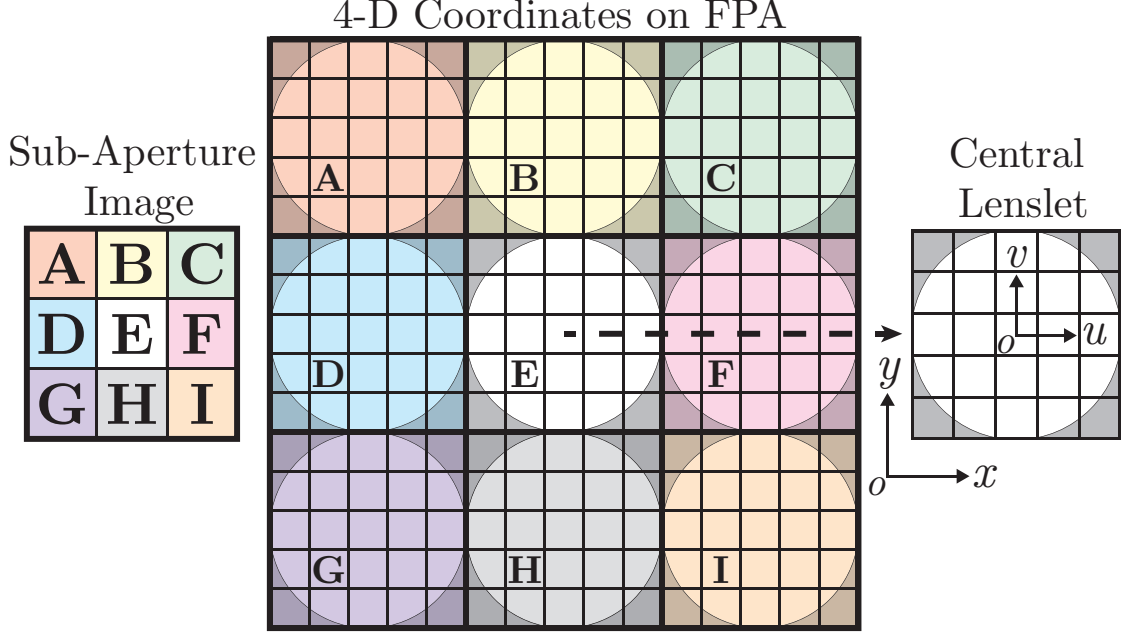 4-D Coordinates on FPA
Sub-Aperture
Image
A B C
D E F
G H I
A B C
D E F
G H I
Central
Lenslet
v
o u
y
o x